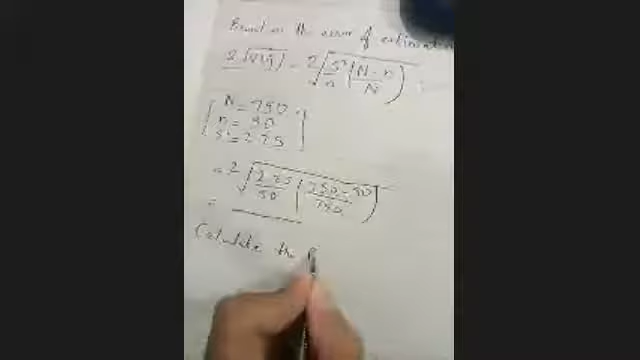 Based on the error of estimation
2√V(ȳ) = 2√(S²/n (N-n/N))
N = 750
n = 50
S² = 2.25
= 2√(2.25/50 (750-50/750))
=
Calculate the